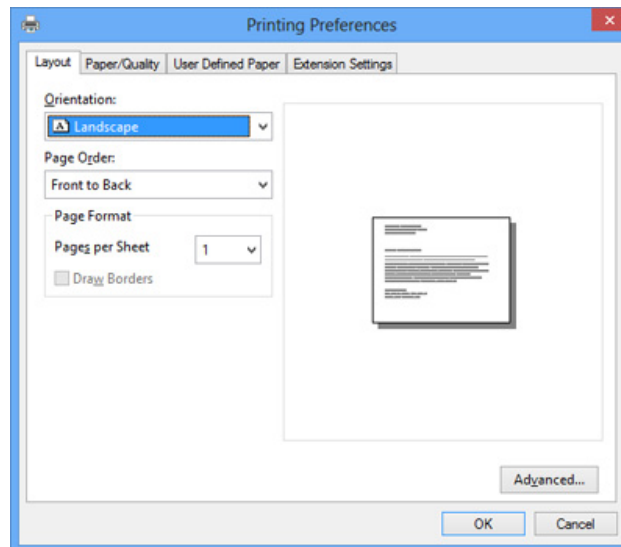 Printing Preferences
Layout
Paper/Quality
User Defined Paper
Extension Settings
Orientation:
A Landscape
Page Order:
Front to Back
Page Format
Pages per Sheet
1
Draw Borders
Advanced...
OK
Cancel